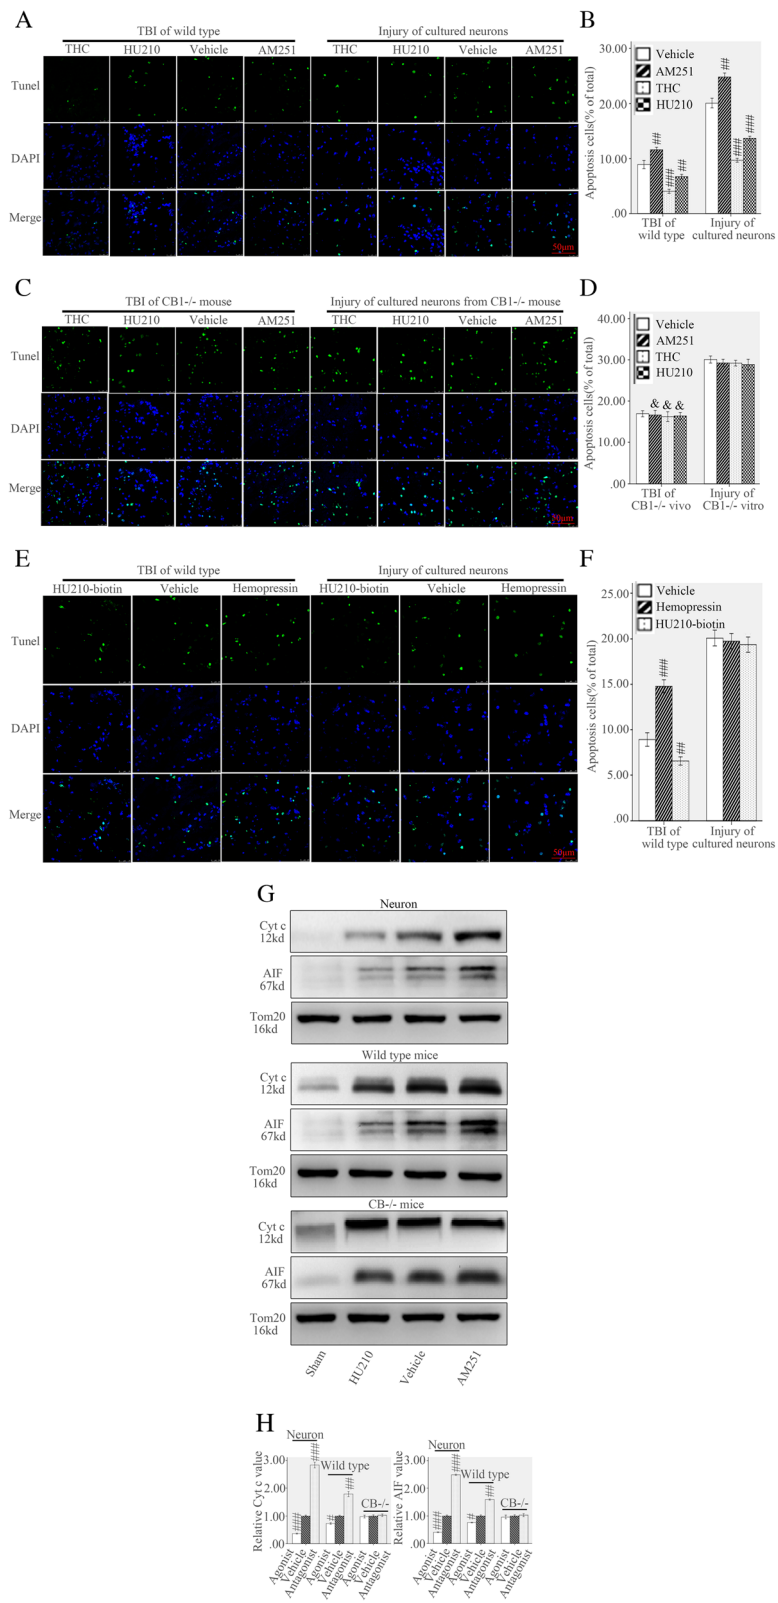 A
TBI of wild type
Injury of cultured neurons
THC HU210 Vehicle AM251 THC HU210 Vehicle AM251
Tunel
DAPI
Merge
50μm
B
Apoptosis cells(% of total)
30.00
20.00
10.00
.00
Vehicle
AM251
THC
HU210
##
###
##
##
###
###
TBI of
wild type
Injury of
cultured neurons
C
TBI of CB1-/- mouse
Injury of cultured neurons from CB1-/- mouse
THC HU210 Vehicle AM251 THC HU210 Vehicle AM251
Tunel
DAPI
Merge
50μm
D
Apoptosis cells(% of total)
40.00
30.00
20.00
10.00
.00
Vehicle
AM251
THC
HU210
& & &
TBI of
CB1-/- vivo
Injury of
CB1-/- vitro
E
TBI of wild type
Injury of cultured neurons
HU210-biotin Vehicle Hemopressin HU210-biotin Vehicle Hemopressin
Tunel
DAPI
Merge
50μm
F
Apoptosis cells(% of total)
25.00
20.00
15.00
10.00
5.00
.00
Vehicle
Hemopressin
HU210-biotin
###
##
TBI of
wild type
Injury of
cultured neurons
G
Neuron
Cyt c
12kd
AIF
67kd
Tom20
16kd
Wild type mice
Cyt c
12kd
AIF
67kd
Tom20
16kd
CB-/- mice
Cyt c
12kd
AIF
67kd
Tom20
16kd
Sham HU210 Vehicle AM251
H
Relative Cyt c value
3.00
2.00
1.00
.00
Neuron
Wild type
CB-/-
Agonist
Vehicle
Antagonist
Agonist
Vehicle
Antagonist
Agonist
Vehicle
Antagonist
Relative AIF value
3.00
2.00
1.00
.00
Neuron
Wild type
CB-/-
Agonist
Vehicle
Antagonist
Agonist
Vehicle
Antagonist
Agonist
Vehicle
Antagonist